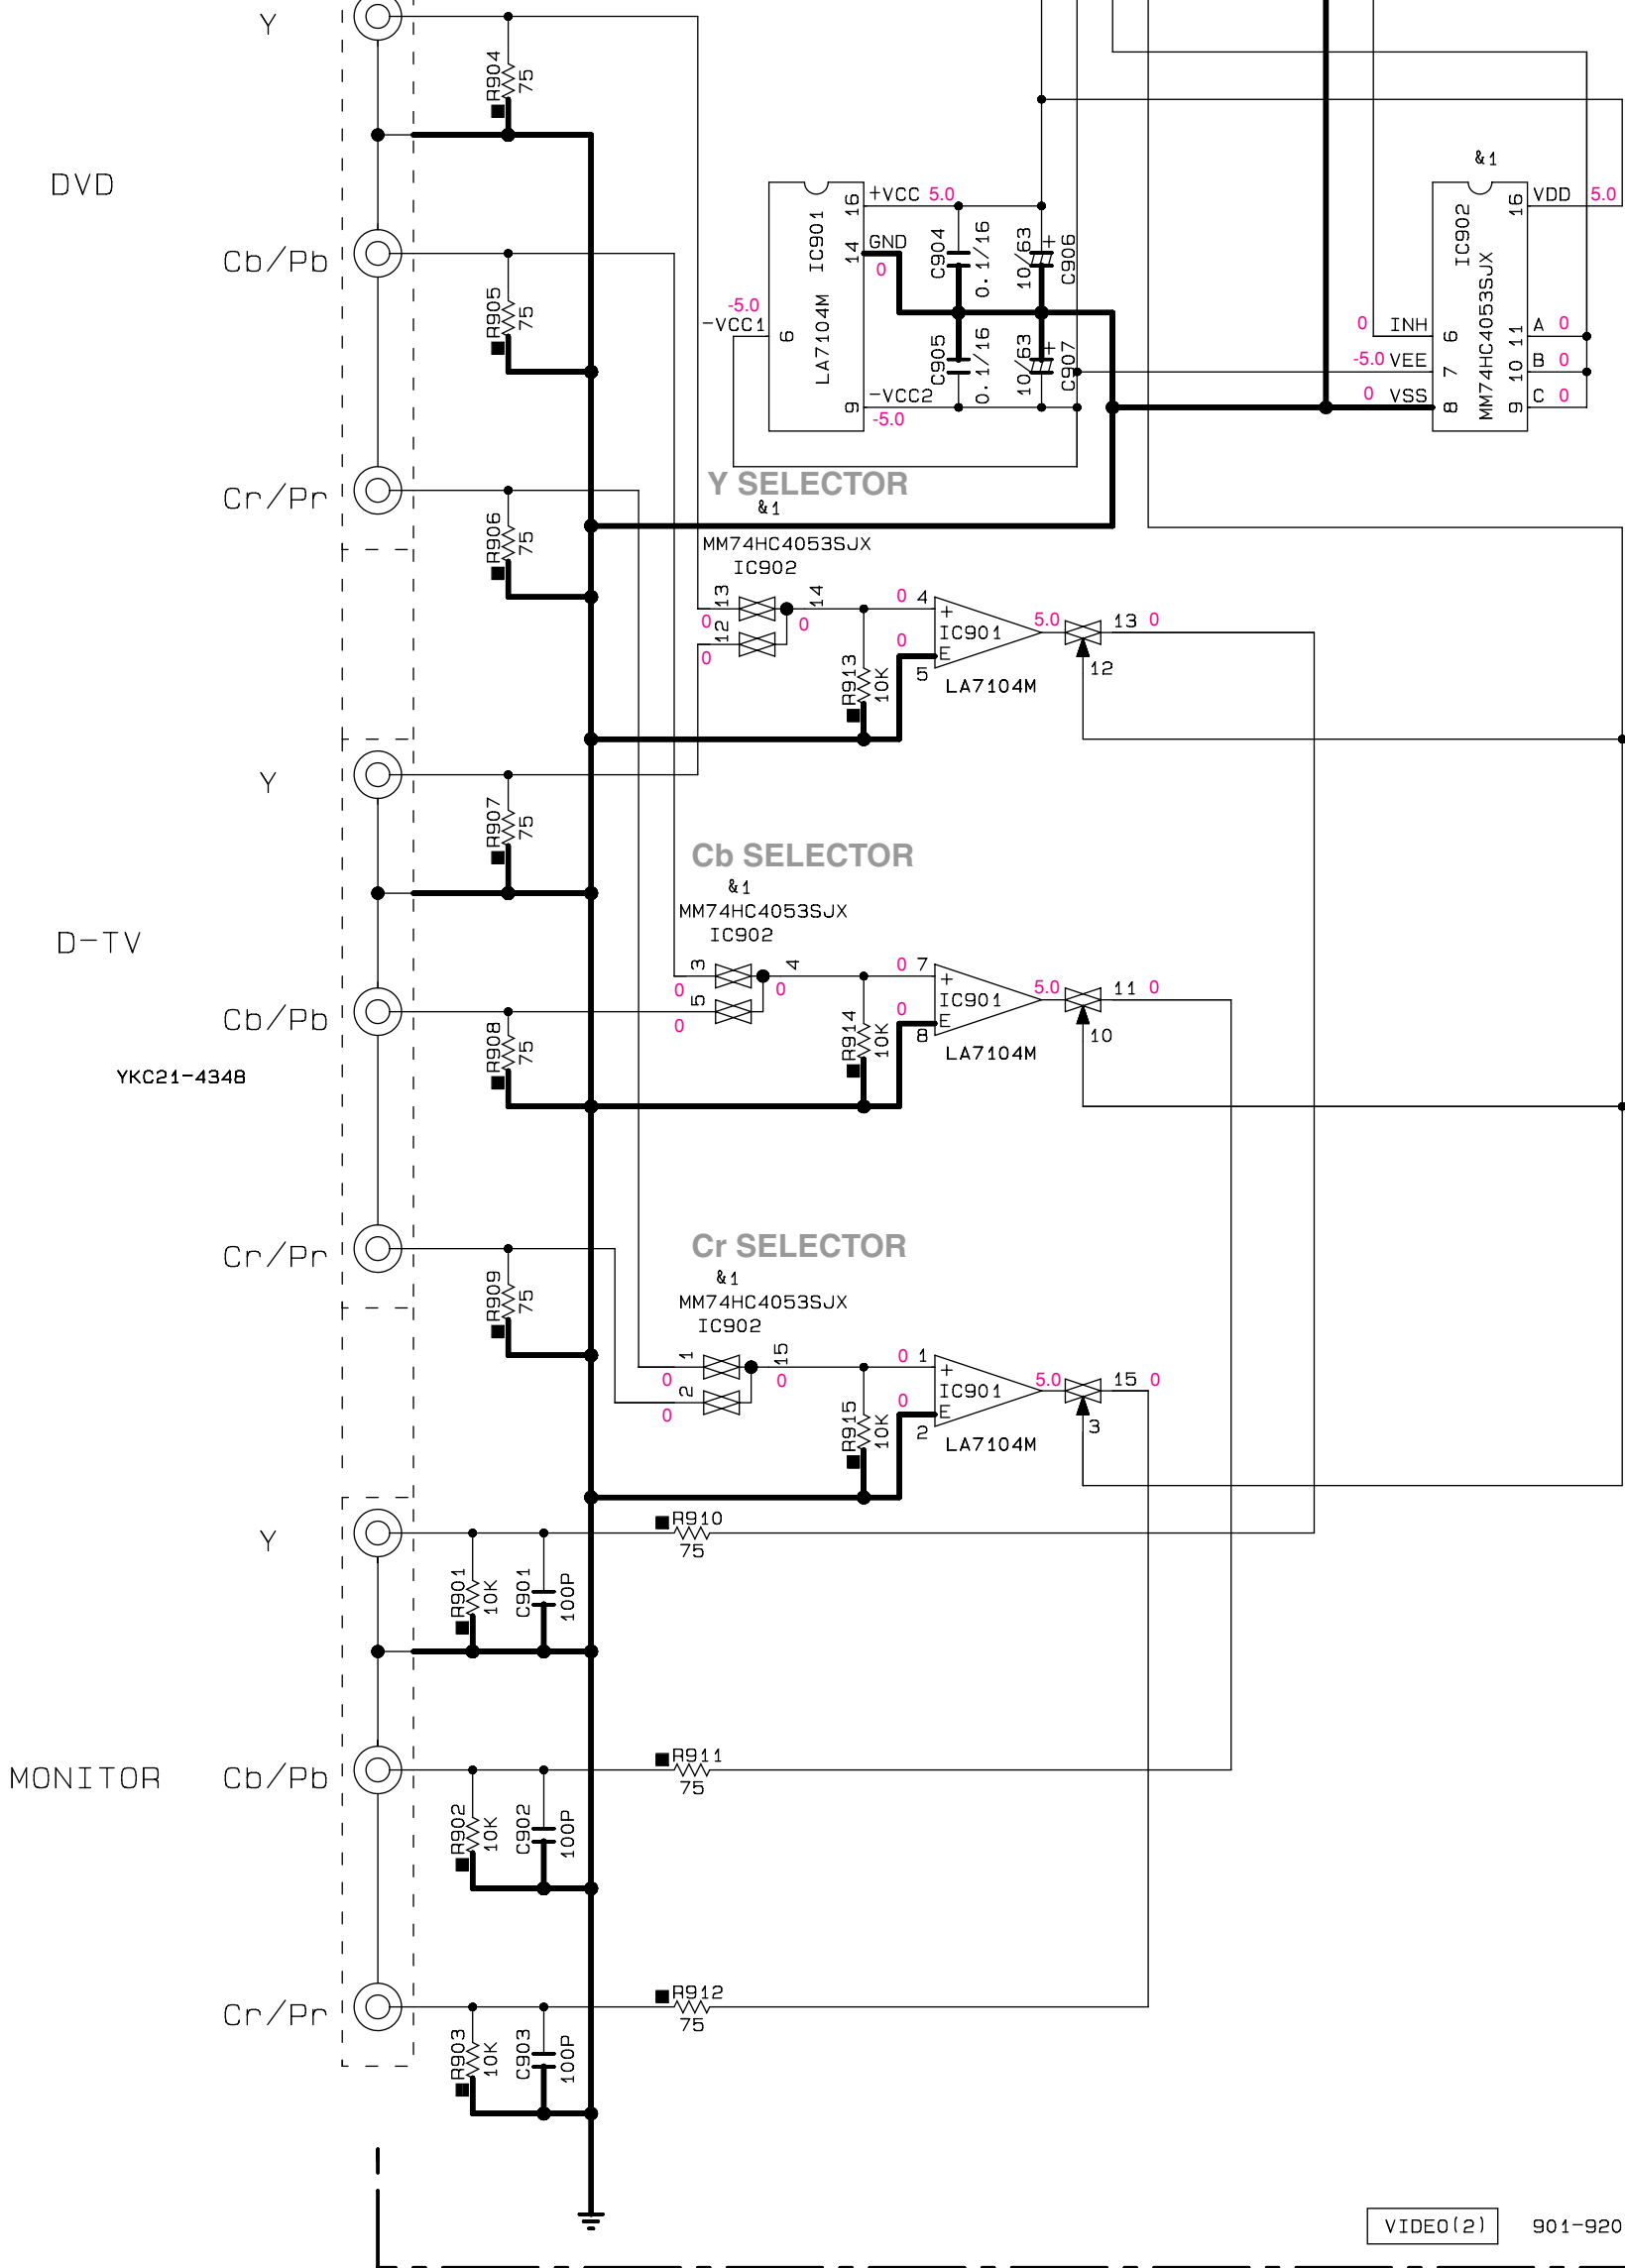 Y
R904
75
DVD
&1
IC901
LA7104M
16
+VCC 5.0
14
GND
0
C904
0.1/16
10/63
C906
-5.0
-VCC1
6
C905
0.1/16
10/63
C907
9
-VCC2
-5.0
IC902
MM74HC4053SJX
16
VDD 5.0
0 INH 6
-5.0 VEE 7
0 VSS 8
11 A 0
10 B 0
9 C 0
Cb/Pb
R905
75
Cr/Pr
R906
75
Y SELECTOR
&1
MM74HC4053SJX
IC902
13
0
12
0
14
0
0 4
+
IC901
0
E
5
LA7104M
R913
10K
5.0
13 0
12
Y
R907
75
Cb SELECTOR
&1
MM74HC4053SJX
IC902
D-TV
3
0
5
0
4
0
0 7
+
IC901
0
E
8
LA7104M
R914
10K
5.0
11 0
10
Cb/Pb
R908
75
YKC21-4348
Cr/Pr
R909
75
Cr SELECTOR
&1
MM74HC4053SJX
IC902
1
0
2
0
15
0
0 1
+
IC901
0
E
2
LA7104M
R915
10K
5.0
15 0
3
Y
R910
75
R901
10K
C901
100P
MONITOR
Cb/Pb
R911
75
R902
10K
C902
100P
Cr/Pr
R912
75
R903
10K
C903
100P
VIDEO(2) 901-920